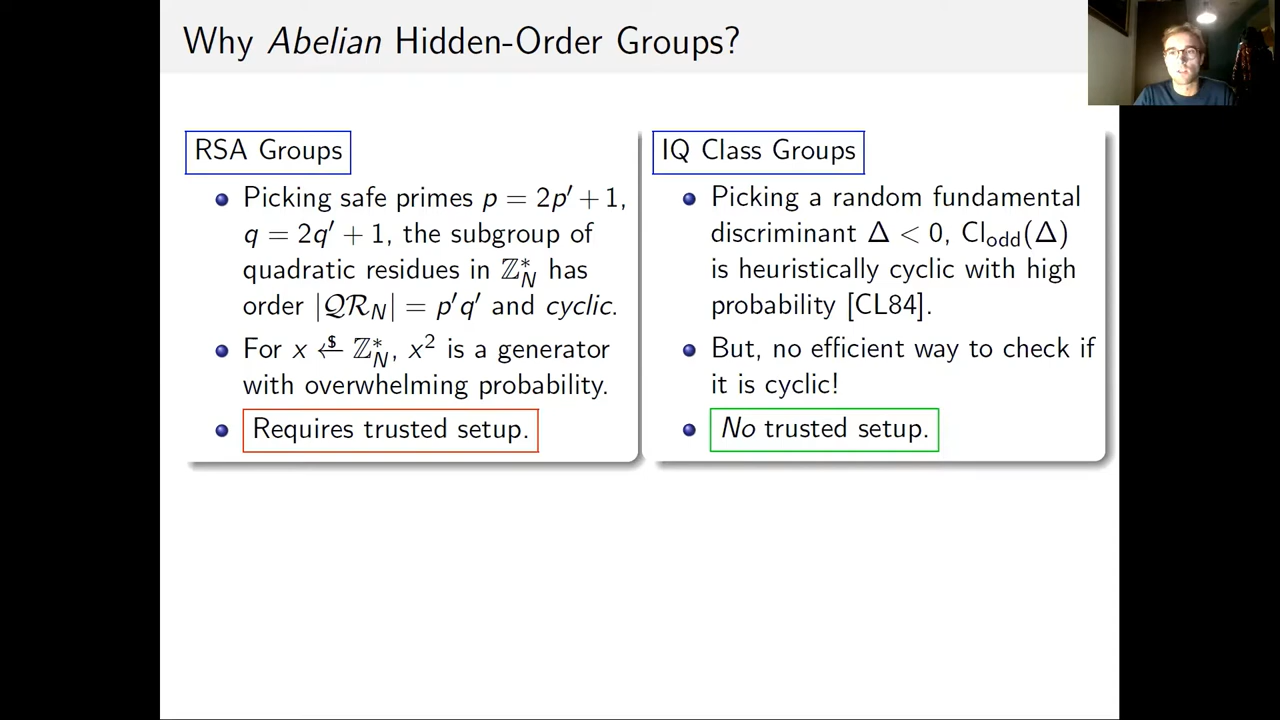 Why Abelian Hidden-Order Groups?
RSA Groups
Picking safe primes p = 2p′ + 1,
q = 2q′ + 1, the subgroup of
quadratic residues in ℤ*_N has
order |𝒬ℛ_N| = p′q′ and cyclic.
For x ←$ ℤ*_N, x² is a generator
with overwhelming probability.
Requires trusted setup.
IQ Class Groups
Picking a random fundamental
discriminant Δ < 0, Cl_odd(Δ)
is heuristically cyclic with high
probability [CL84].
But, no efficient way to check if
it is cyclic!
No trusted setup.